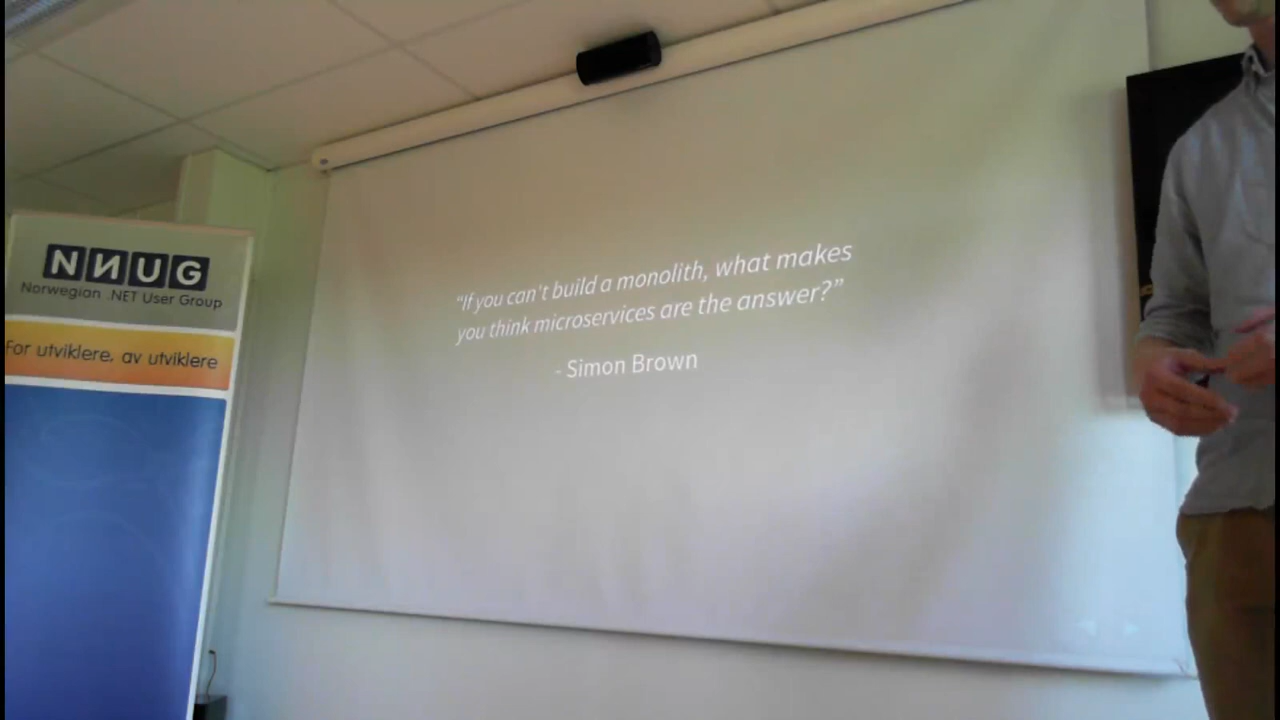 NИUG
Norwegian .NET User Group
For utviklere, av utviklere
“If you can't build a monolith, what makes
you think microservices are the answer?”
- Simon Brown